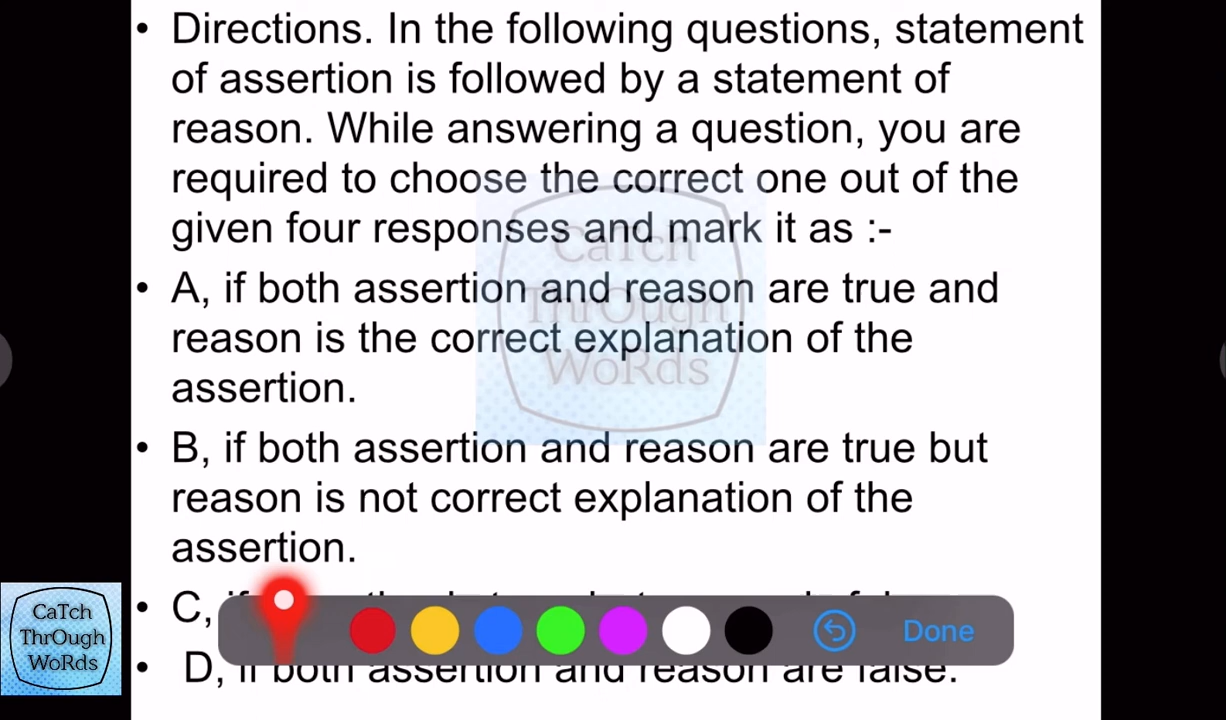 • Directions. In the following questions, statement
of assertion is followed by a statement of
reason. While answering a question, you are
required to choose the correct one out of the
given four responses and mark it as :-
• A, if both assertion and reason are true and
reason is the correct explanation of the
assertion.
• B, if both assertion and reason are true but
reason is not correct explanation of the
assertion.
• C,
• D, if both assertion and reason are false.
Done
CaTch
ThrOugh
WoRds
CaTch
ThrOugh
WoRds